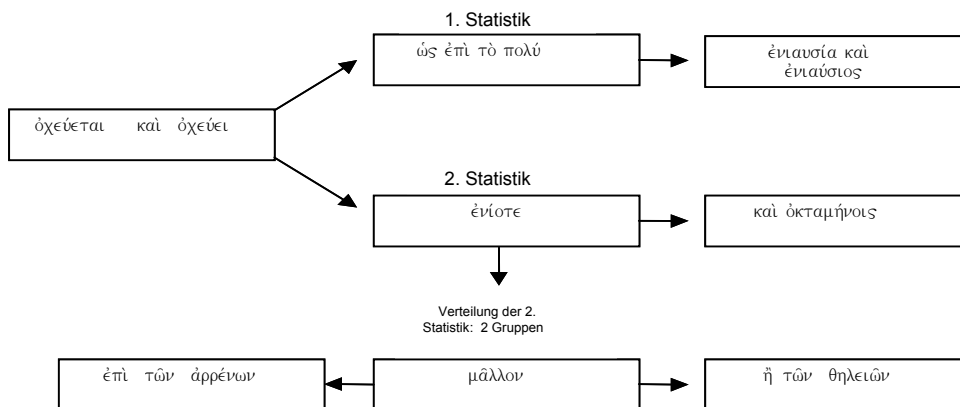 1. Statistik
ὡς ἐπὶ τὸ πολύ
ἐνιαυσία καὶ
ἐνιαύσιος
ὀχεύεται καὶ ὀχεύει
2. Statistik
ἐνίοτε
καὶ ὀκταμήνοις
Verteilung der 2.
Statistik: 2 Gruppen
ἐπὶ τῶν ἀρρένων
μᾶλλον
ἢ τῶν θηλειῶν